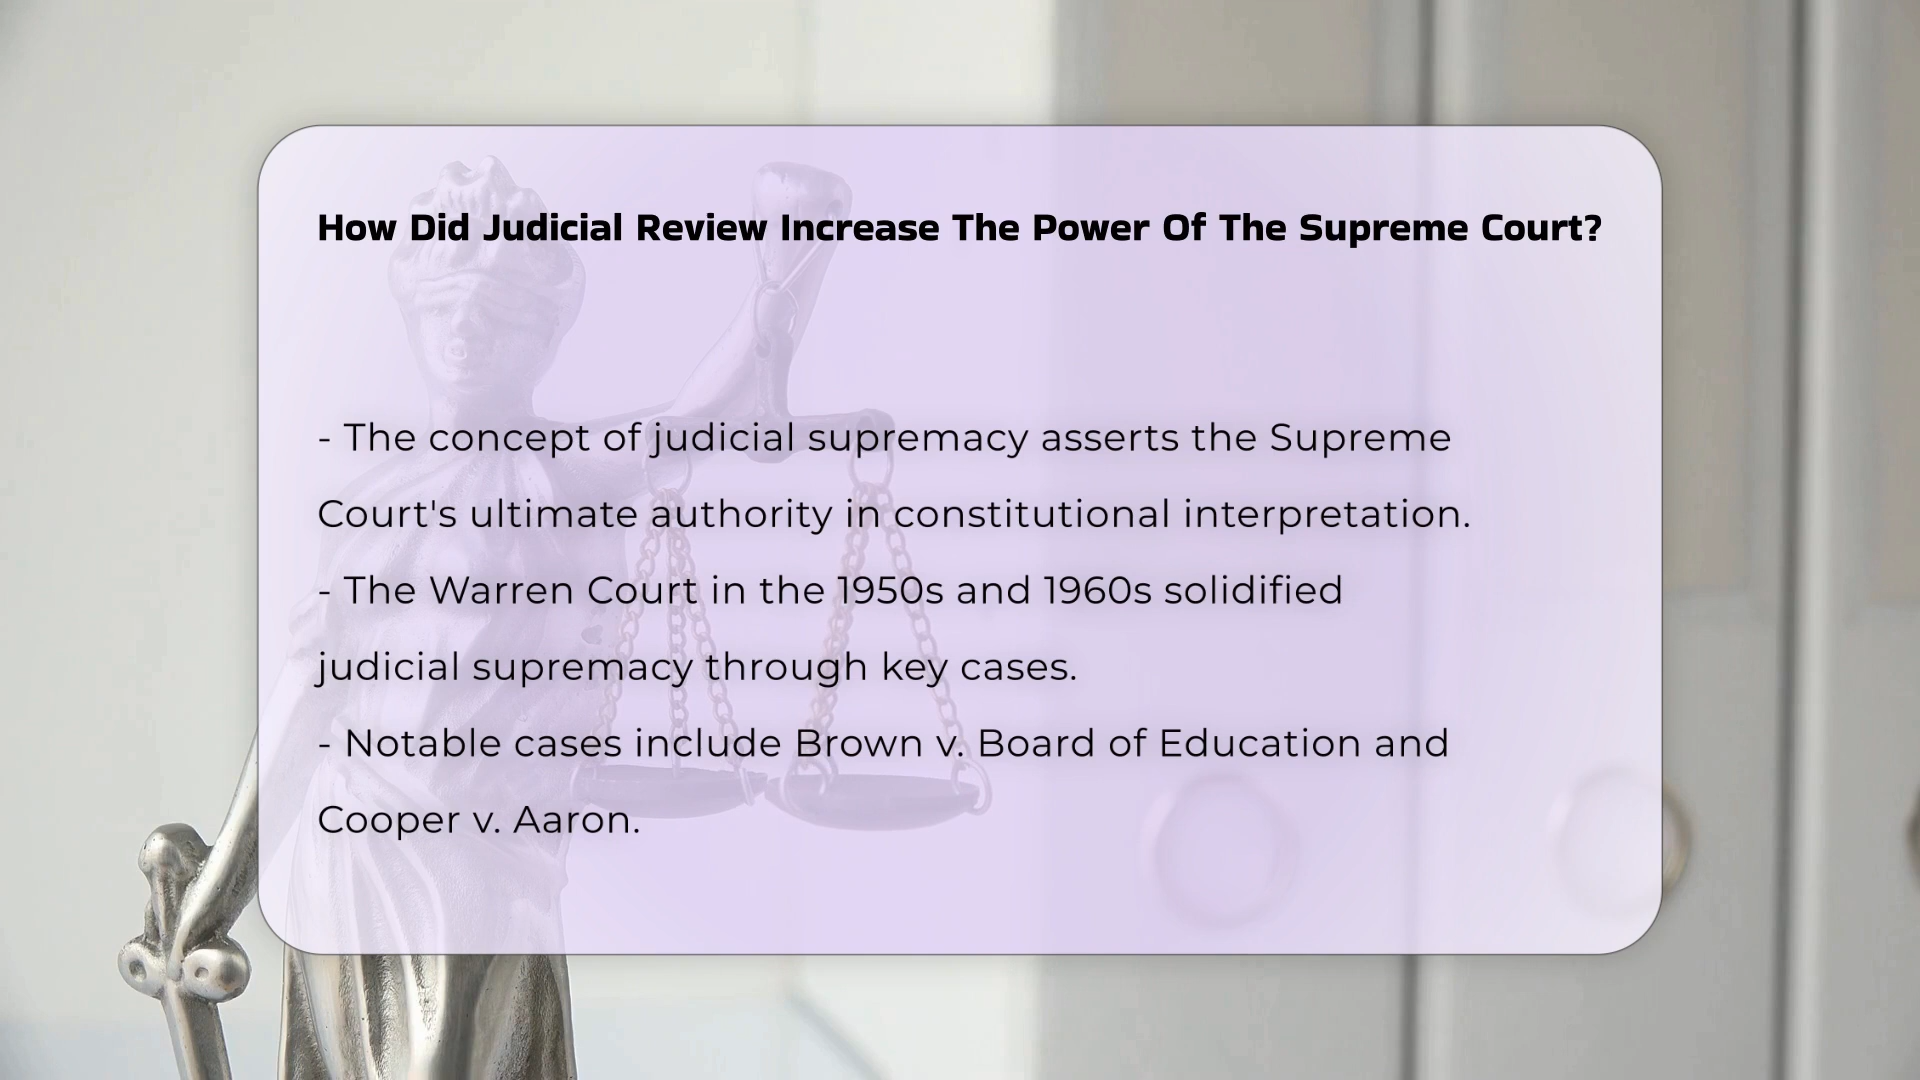 How Did Judicial Review Increase The Power Of The Supreme Court?
- The concept of judicial supremacy asserts the Supreme
Court's ultimate authority in constitutional interpretation.
- The Warren Court in the 1950s and 1960s solidified
judicial supremacy through key cases.
- Notable cases include Brown v. Board of Education and
Cooper v. Aaron.